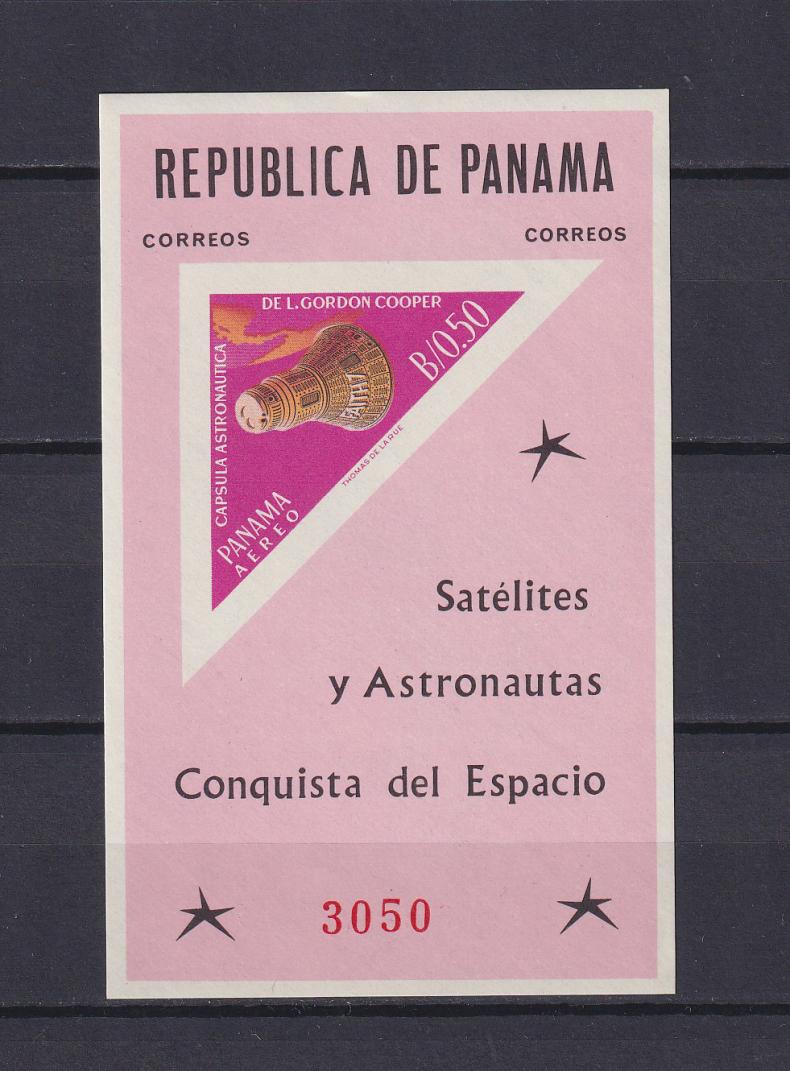 REPUBLICA DE PANAMA
CORREOS CORREOS
DE L. GORDON COOPER
B/0.50
CAPSULA ASTRONAUTICA
FAITH
THOMAS DE LA RUE
PANAMA
AEREO
Satélites
y Astronautas
Conquista del Espacio
3050